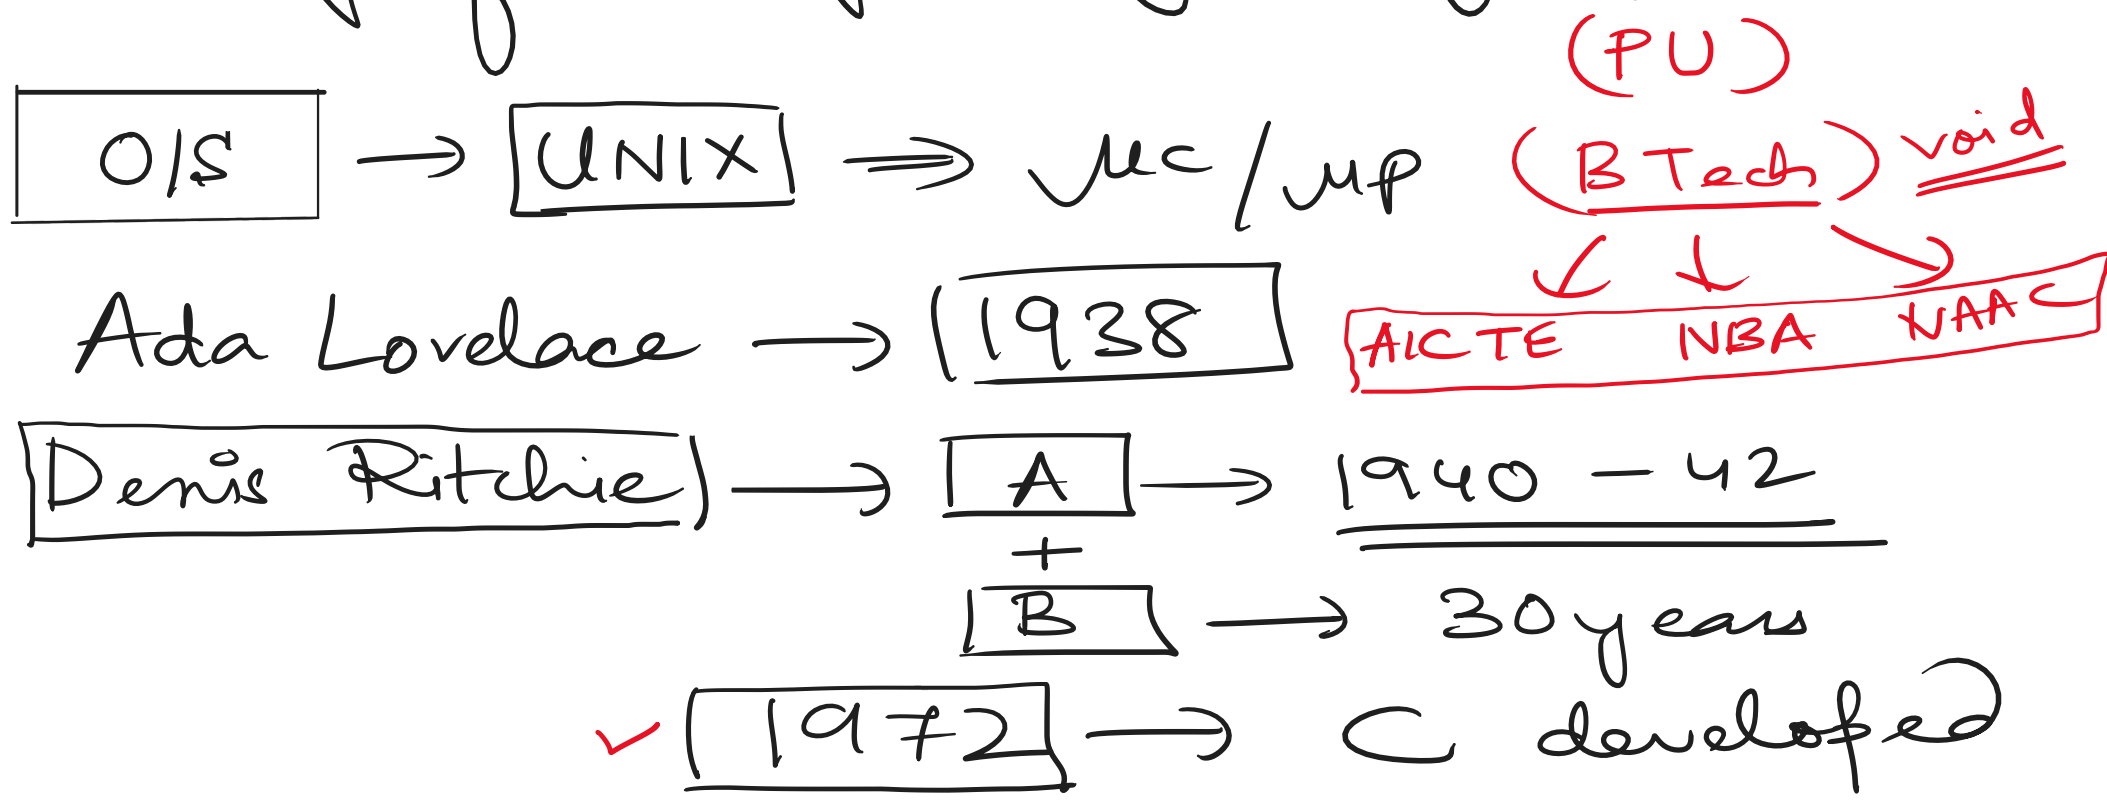 (PU)
O/S → UNIX ⇒ μc/μp
(B Tech) void
Ada Lovelace → 1938
AICTE NBA NAAC
Denis Ritchie → A → 1940 - 42
+
B → 30 years
✓ 1972 → C developed